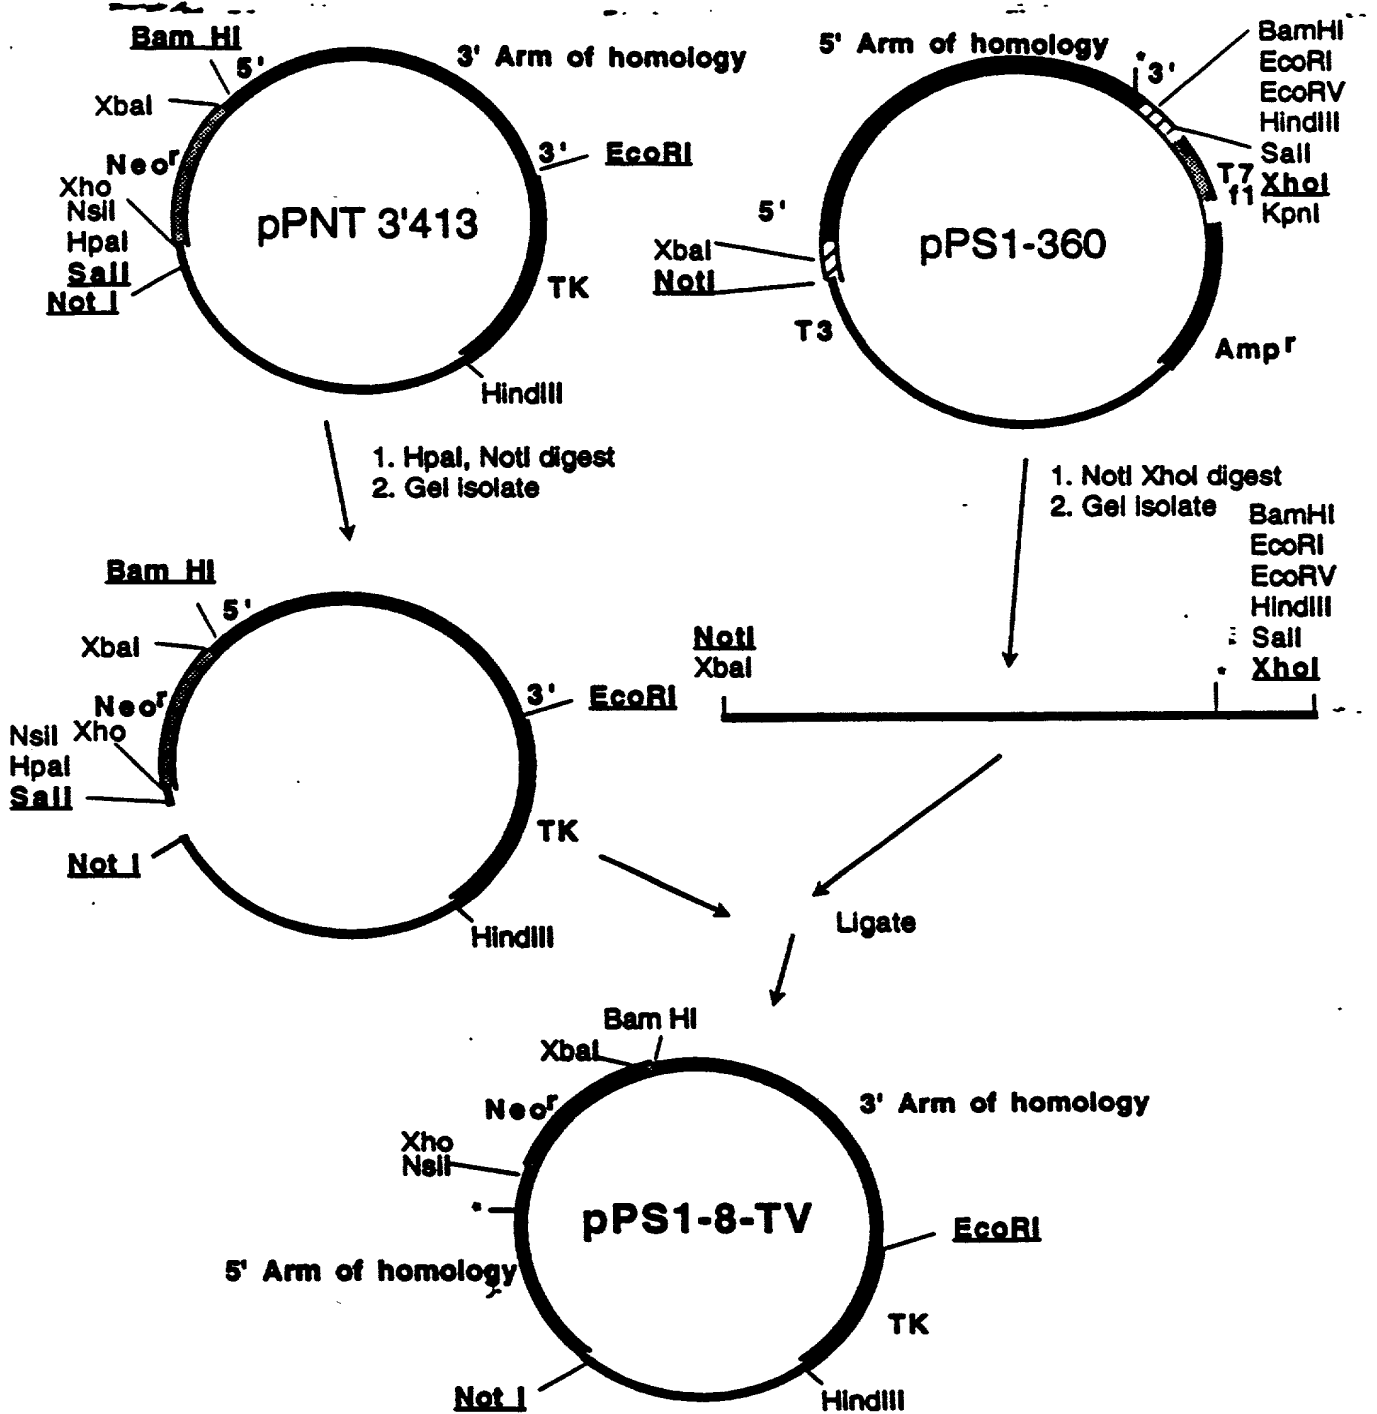 Bam HI
5'
3' Arm of homology
XbaI
Neor
Xho
NsiI
HpaI
SalI
Not I
pPNT 3'413
3'
EcoRI
TK
HindIII
5' Arm of homology
*
3'
BamHI
EcoRI
EcoRV
HindIII
SalI
XhoI
KpnI
T7
f1
5'
XbaI
NotI
pPS1-360
T3
Ampr
1. HpaI, NotI digest
2. Gel isolate
1. NotI XhoI digest
2. Gel isolate
BamHI
EcoRI
EcoRV
HindIII
SalI
XhoI
*
NotI
XbaI
Bam HI
5'
XbaI
Neor
NsiI Xho
HpaI
SalI
Not I
3'
EcoRI
TK
HindIII
Ligate
Bam HI
XbaI
Neor
3' Arm of homology
Xho
NsiI
*
pPS1-8-TV
EcoRI
5' Arm of homology
TK
Not I
HindIII